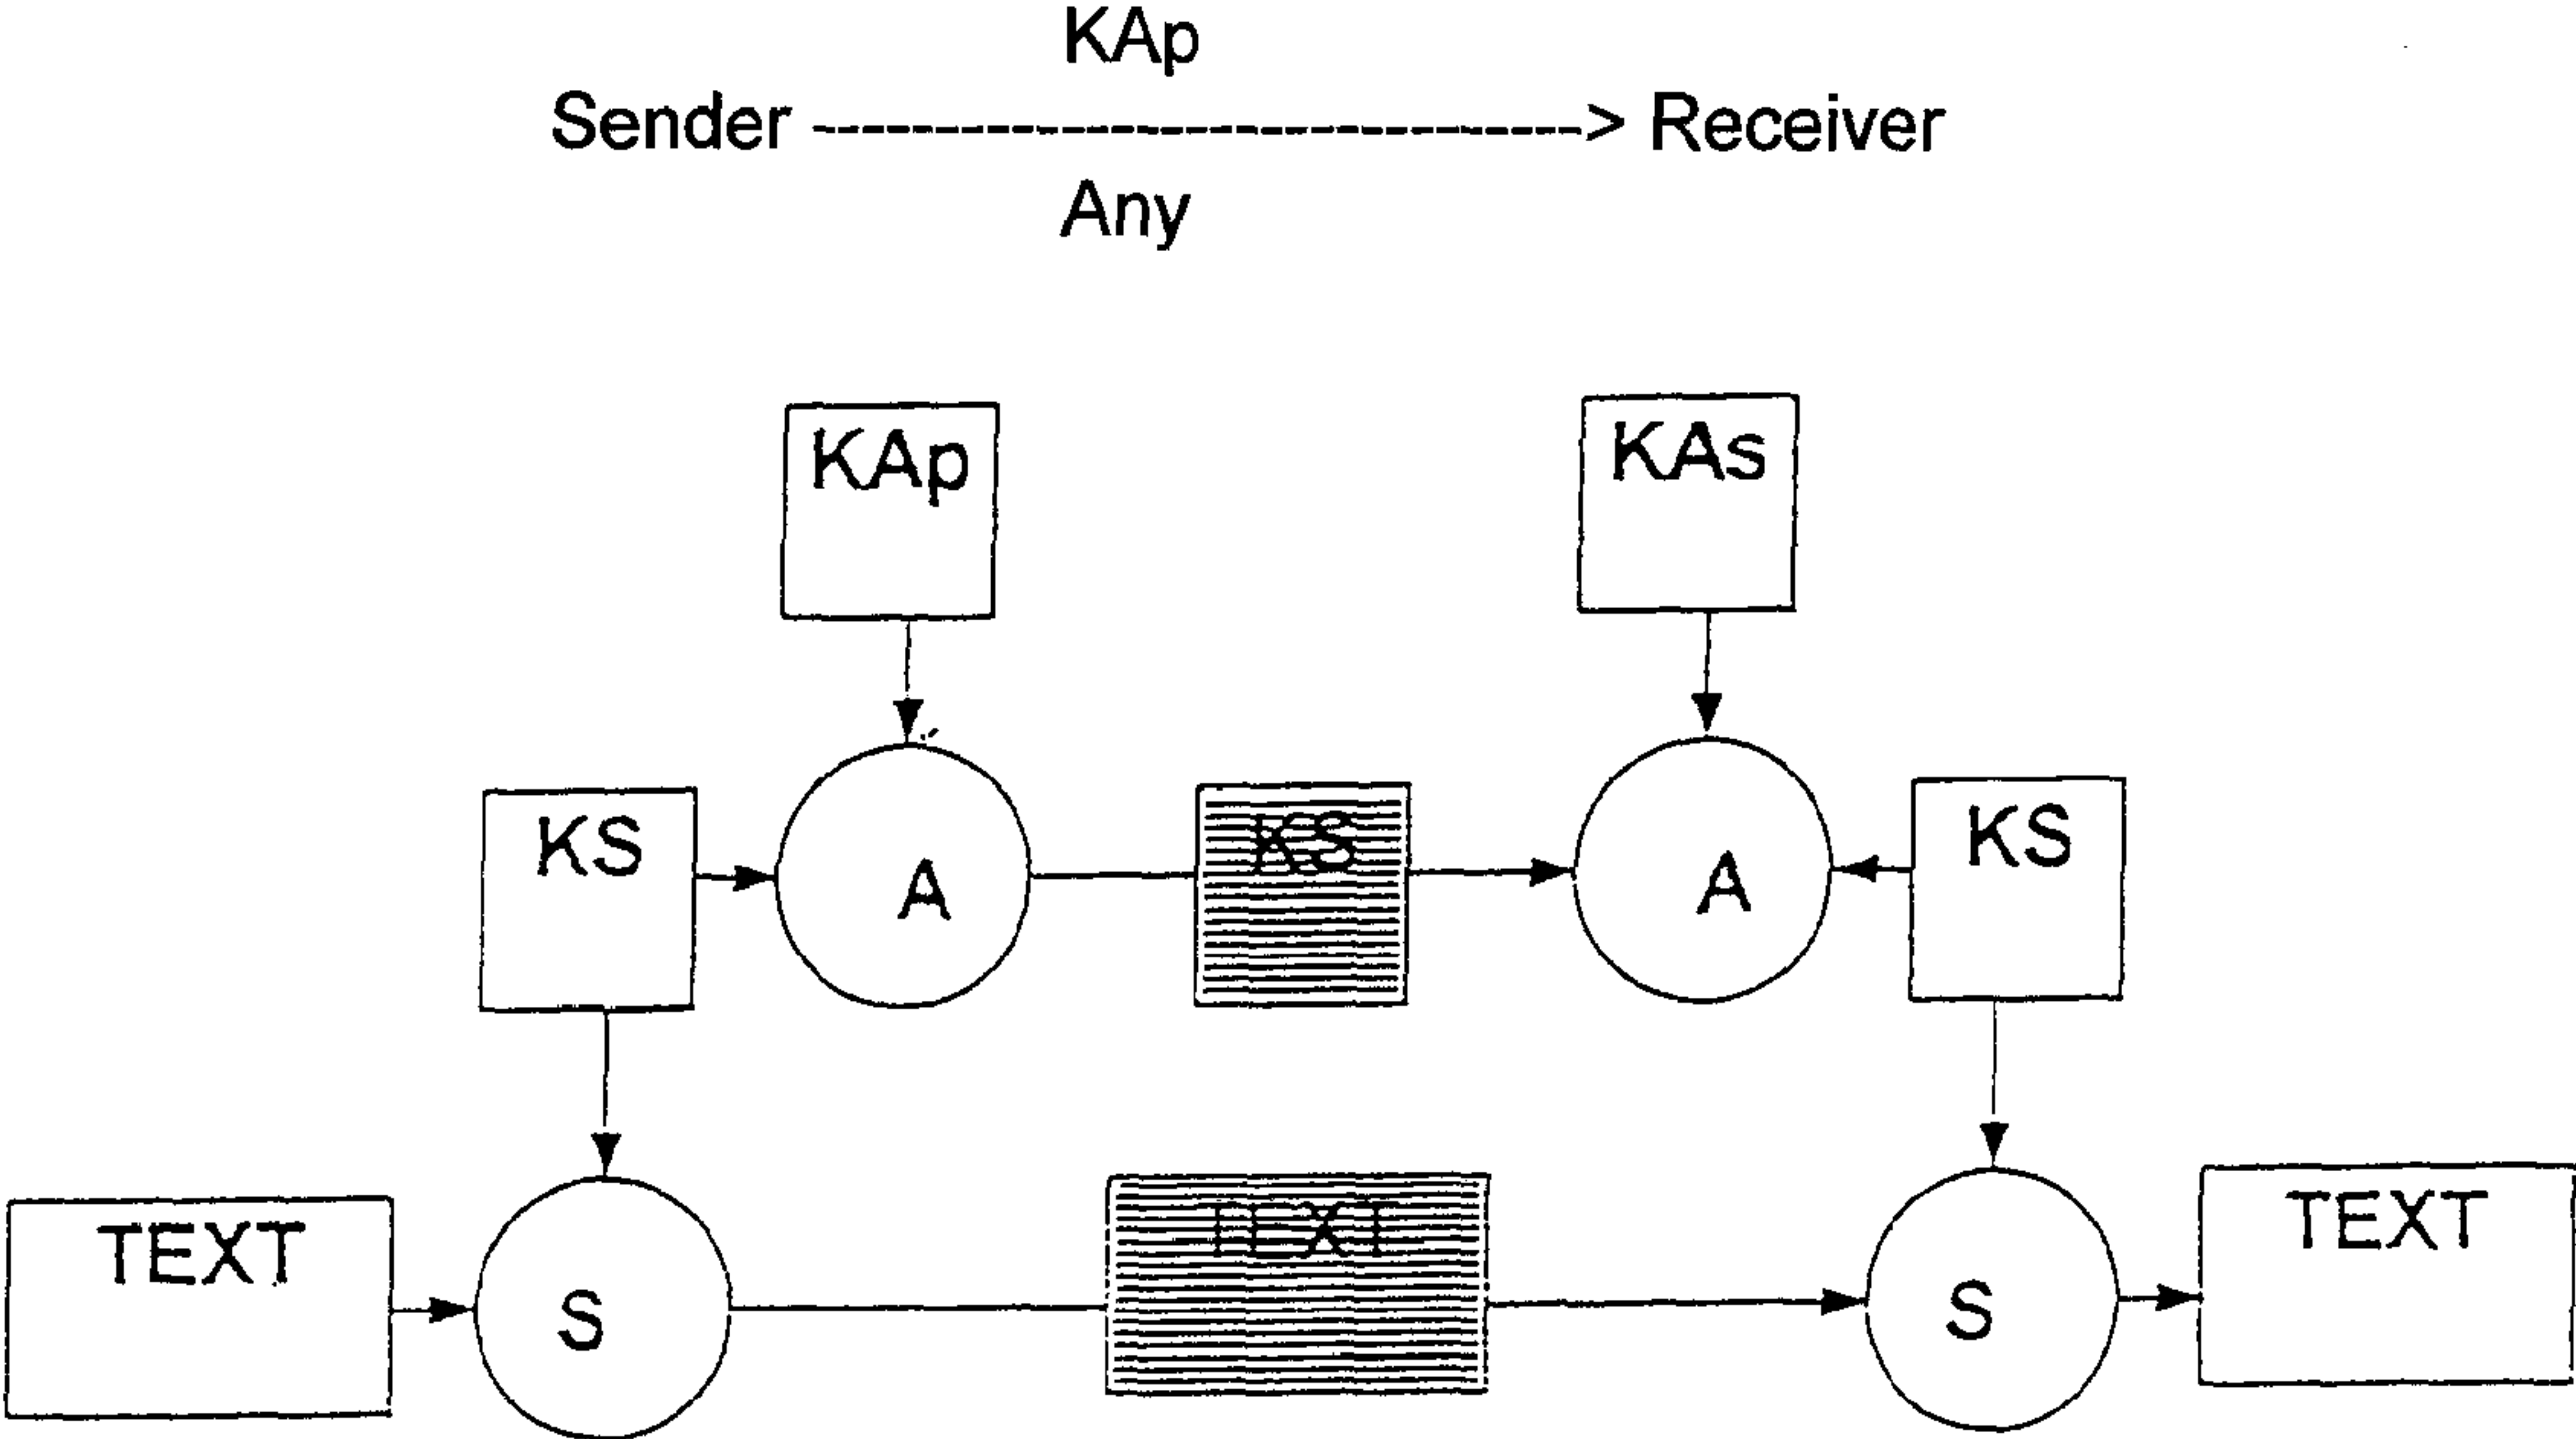 KAp
Sender --------------------------------> Receiver
Any
KAp KAs
KS A KS A KS
TEXT S TEXT S TEXT